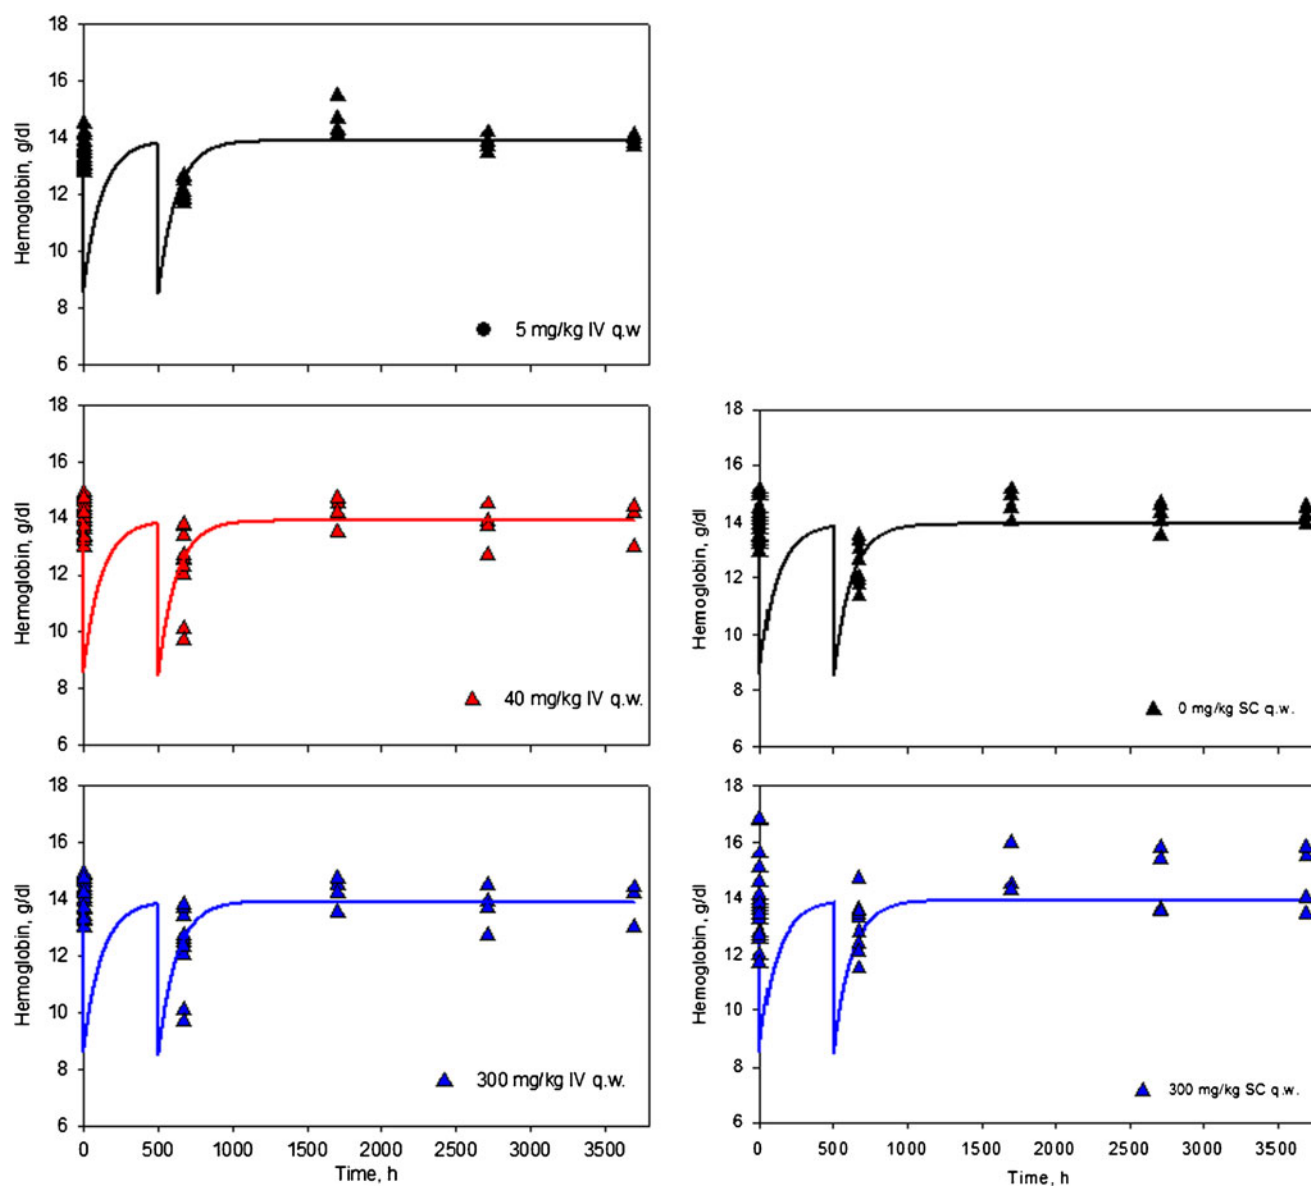 18
16
14
12
10
8
6
Hemoglobin, g/dl
5 mg/kg IV q.w
18
16
14
12
10
8
6
Hemoglobin, g/dl
40 mg/kg IV q.w.
18
16
14
12
10
8
6
Hemoglobin, g/dl
0 mg/kg SC q.w.
18
16
14
12
10
8
6
Hemoglobin, g/dl
300 mg/kg IV q.w.
0 500 1000 1500 2000 2500 3000 3500
Time, h
18
16
14
12
10
8
6
Hemoglobin, g/dl
300 mg/kg SC q.w.
0 500 1000 1500 2000 2500 3000 3500
Time, h